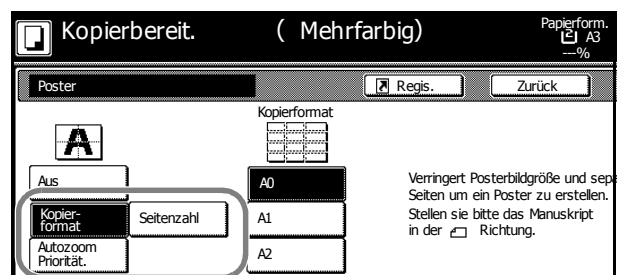 Kopierbereit. ( Mehrfarbig)
Papierform.
A3
---%
Poster
Regis.
Zurück
Kopierformat
Aus
Kopier-
format
Seitenzahl
Autozoom
Priorität.
A0
A1
A2
Verringert Posterbildgröße und sepa
Seiten um ein Poster zu erstellen.
Stellen sie bitte das Manuskript
in der Richtung.